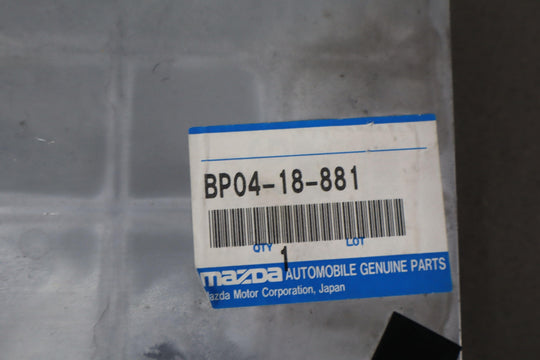 BP04-18-881
QTY LOT
1
mazda AUTOMOBILE GENUINE PARTS
Mazda Motor Corporation, Japan